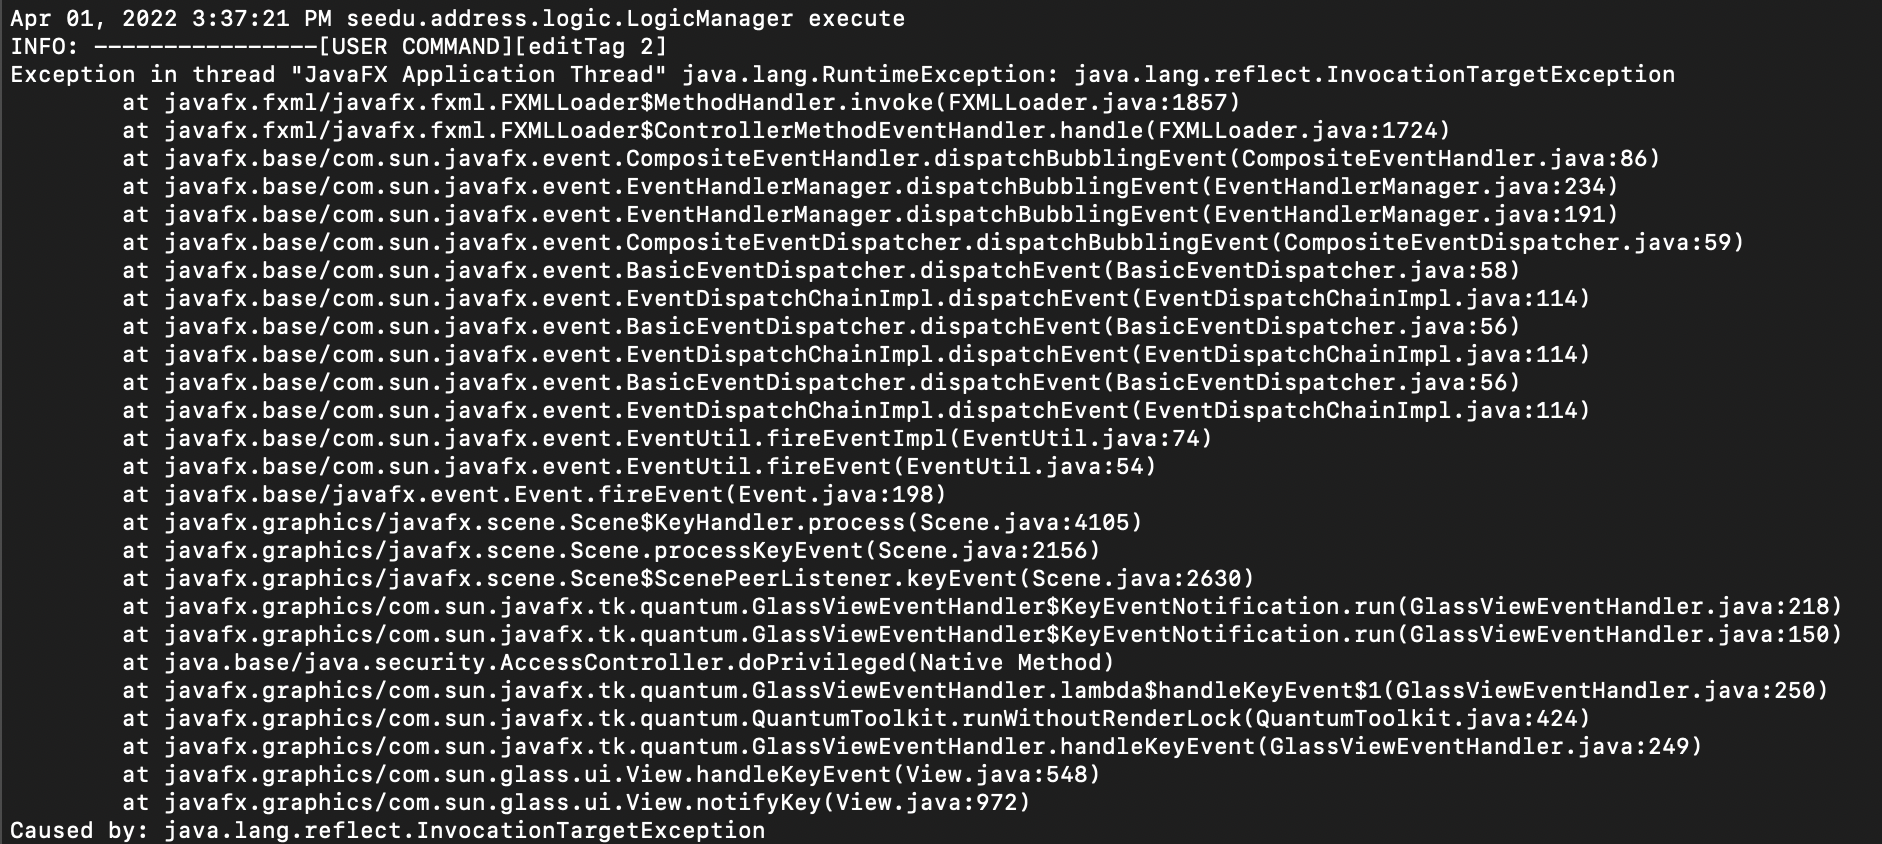 Apr 01, 2022 3:37:21 PM seedu.address.logic.LogicManager execute
INFO: ----------------[USER COMMAND][editTag 2]
Exception in thread "JavaFX Application Thread" java.lang.RuntimeException: java.lang.reflect.InvocationTargetException
        at javafx.fxml/javafx.fxml.FXMLLoader$MethodHandler.invoke(FXMLLoader.java:1857)
        at javafx.fxml/javafx.fxml.FXMLLoader$ControllerMethodEventHandler.handle(FXMLLoader.java:1724)
        at javafx.base/com.sun.javafx.event.CompositeEventHandler.dispatchBubblingEvent(CompositeEventHandler.java:86)
        at javafx.base/com.sun.javafx.event.EventHandlerManager.dispatchBubblingEvent(EventHandlerManager.java:234)
        at javafx.base/com.sun.javafx.event.EventHandlerManager.dispatchBubblingEvent(EventHandlerManager.java:191)
        at javafx.base/com.sun.javafx.event.CompositeEventDispatcher.dispatchBubblingEvent(CompositeEventDispatcher.java:59)
        at javafx.base/com.sun.javafx.event.BasicEventDispatcher.dispatchEvent(BasicEventDispatcher.java:58)
        at javafx.base/com.sun.javafx.event.EventDispatchChainImpl.dispatchEvent(EventDispatchChainImpl.java:114)
        at javafx.base/com.sun.javafx.event.BasicEventDispatcher.dispatchEvent(BasicEventDispatcher.java:56)
        at javafx.base/com.sun.javafx.event.EventDispatchChainImpl.dispatchEvent(EventDispatchChainImpl.java:114)
        at javafx.base/com.sun.javafx.event.BasicEventDispatcher.dispatchEvent(BasicEventDispatcher.java:56)
        at javafx.base/com.sun.javafx.event.EventDispatchChainImpl.dispatchEvent(EventDispatchChainImpl.java:114)
        at javafx.base/com.sun.javafx.event.EventUtil.fireEventImpl(EventUtil.java:74)
        at javafx.base/com.sun.javafx.event.EventUtil.fireEvent(EventUtil.java:54)
        at javafx.base/javafx.event.Event.fireEvent(Event.java:198)
        at javafx.graphics/javafx.scene.Scene$KeyHandler.process(Scene.java:4105)
        at javafx.graphics/javafx.scene.Scene.processKeyEvent(Scene.java:2156)
        at javafx.graphics/javafx.scene.Scene$ScenePeerListener.keyEvent(Scene.java:2630)
        at javafx.graphics/com.sun.javafx.tk.quantum.GlassViewEventHandler$KeyEventNotification.run(GlassViewEventHandler.java:218)
        at javafx.graphics/com.sun.javafx.tk.quantum.GlassViewEventHandler$KeyEventNotification.run(GlassViewEventHandler.java:150)
        at java.base/java.security.AccessController.doPrivileged(Native Method)
        at javafx.graphics/com.sun.javafx.tk.quantum.GlassViewEventHandler.lambda$handleKeyEvent$1(GlassViewEventHandler.java:250)
        at javafx.graphics/com.sun.javafx.tk.quantum.QuantumToolkit.runWithoutRenderLock(QuantumToolkit.java:424)
        at javafx.graphics/com.sun.javafx.tk.quantum.GlassViewEventHandler.handleKeyEvent(GlassViewEventHandler.java:249)
        at javafx.graphics/com.sun.glass.ui.View.handleKeyEvent(View.java:548)
        at javafx.graphics/com.sun.glass.ui.View.notifyKey(View.java:972)
Caused by: java.lang.reflect.InvocationTargetException